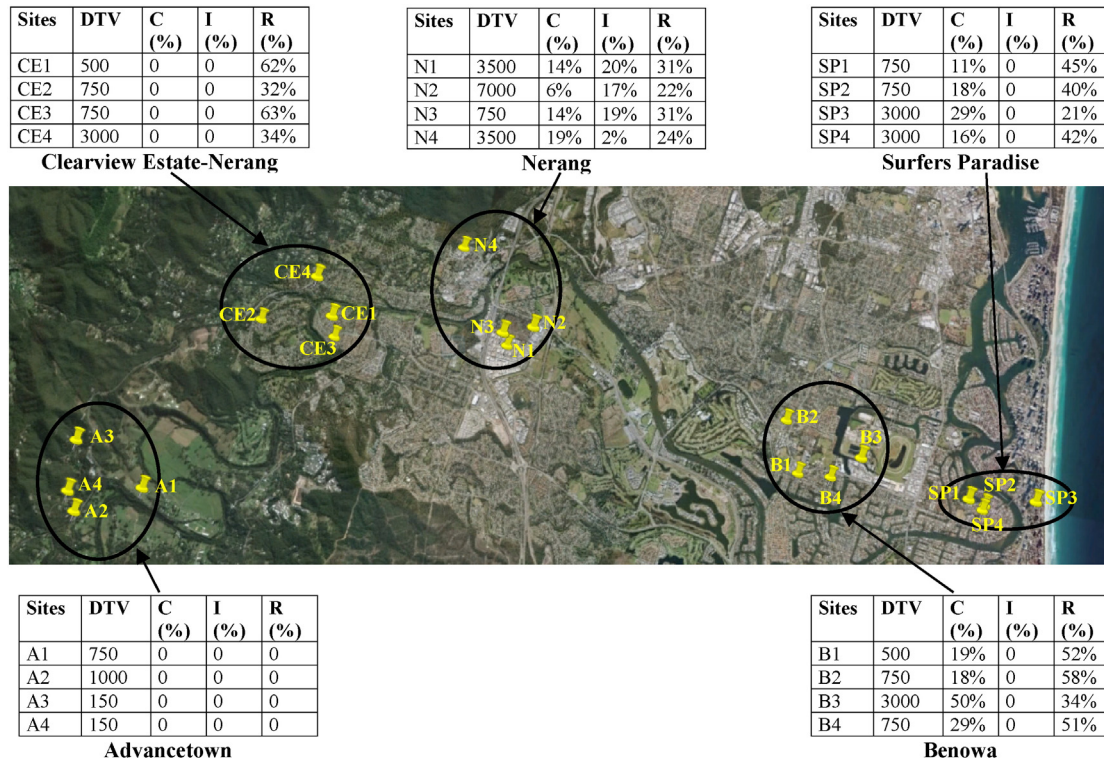 Sites DTV C (%) I (%) R (%)
CE1 500 0 0 62%
CE2 750 0 0 32%
CE3 750 0 0 63%
CE4 3000 0 0 34%
Clearview Estate-Nerang
Sites DTV C (%) I (%) R (%)
N1 3500 14% 20% 31%
N2 7000 6% 17% 22%
N3 750 14% 19% 31%
N4 3500 19% 2% 24%
Nerang
Sites DTV C (%) I (%) R (%)
SP1 750 11% 0 45%
SP2 750 18% 0 40%
SP3 3000 29% 0 21%
SP4 3000 16% 0 42%
Surfers Paradise
N4
CE4
CE2
CE1
CE3
N3
N2
N1
A3
A4
A1
A2
B2
B3
B1
B4
SP1
SP2
SP3
SP4
Sites DTV C (%) I (%) R (%)
A1 750 0 0 0
A2 1000 0 0 0
A3 150 0 0 0
A4 150 0 0 0
Advancetown
Sites DTV C (%) I (%) R (%)
B1 500 19% 0 52%
B2 750 18% 0 58%
B3 3000 50% 0 34%
B4 750 29% 0 51%
Benowa